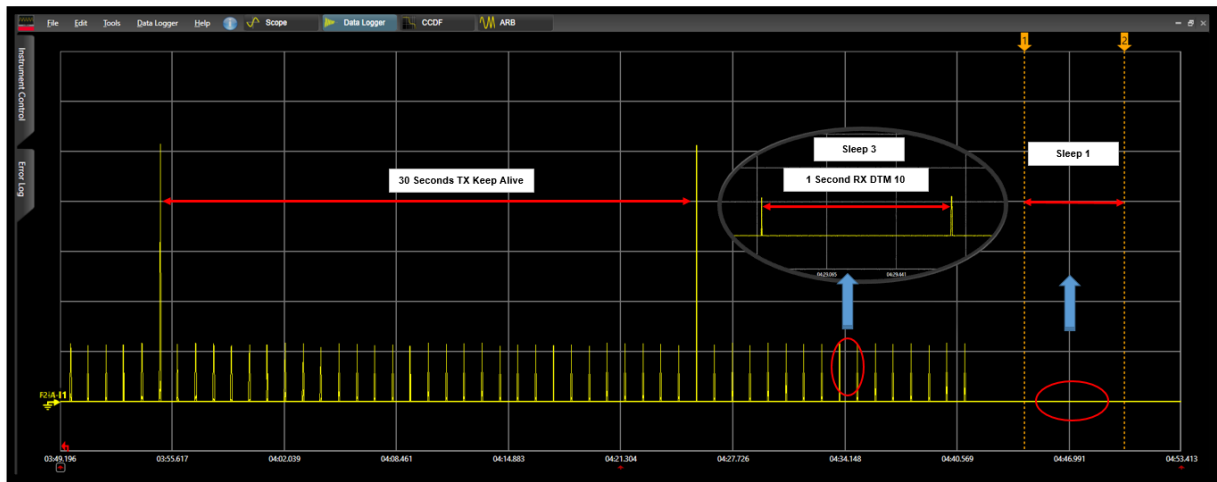 File Edit Tools Data Logger Help Scope Data Logger CCDF ARB
Instrument Control
Error Log
1 2
Sleep 3
Sleep 1
30 Seconds TX Keep Alive
1 Second RX DTM 10
03:49.196 03:55.617 04:02.039 04:08.461 04:14.883 04:21.304 04:27.726 04:34.148 04:40.569 04:46.991 04:53.413